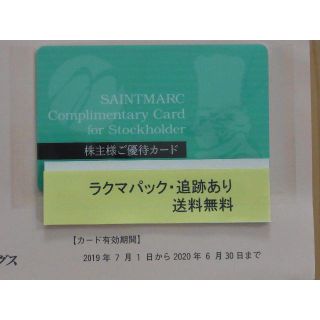 SAINTMARC
Complimentary Card
for Stockholder
株主様ご優待カード
ラクマパック・追跡あり
送料無料
【カード有効期間】
2019年7月1日から2020年6月30日まで